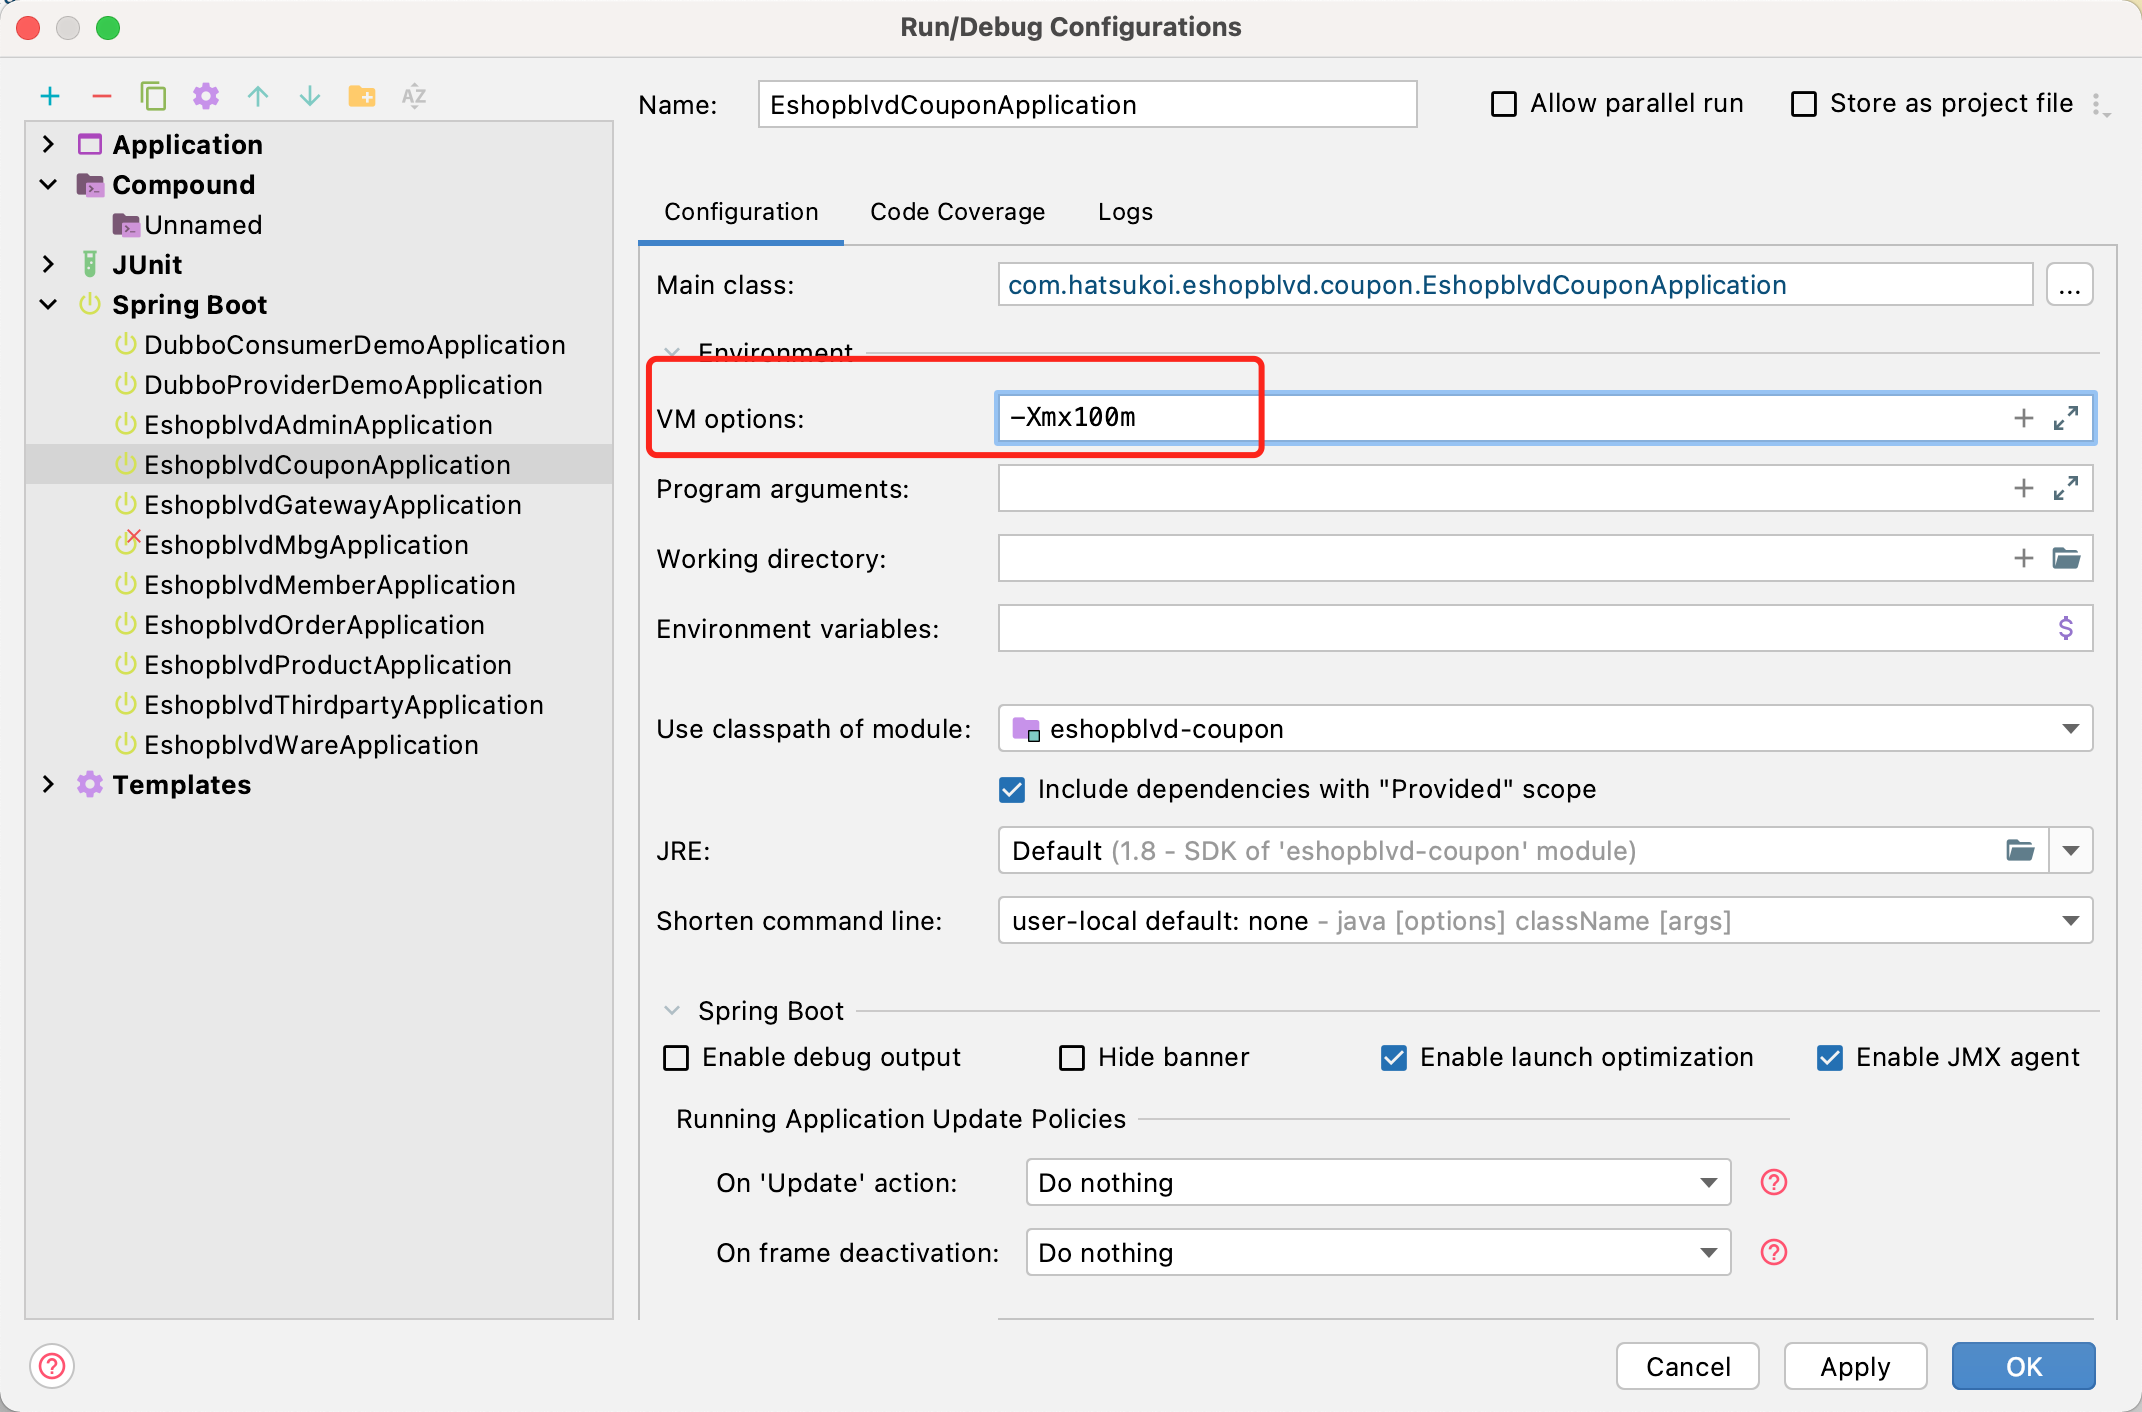 Run/Debug Configurations
Name: EshopblvdCouponApplication Allow parallel run Store as project file
Application
Compound
Unnamed
JUnit
Spring Boot
DubboConsumerDemoApplication
DubboProviderDemoApplication
EshopblvdAdminApplication
EshopblvdCouponApplication
EshopblvdGatewayApplication
EshopblvdMbgApplication
EshopblvdMemberApplication
EshopblvdOrderApplication
EshopblvdProductApplication
EshopblvdThirdpartyApplication
EshopblvdWareApplication
Templates
Configuration Code Coverage Logs
Main class: com.hatsukoi.eshopblvd.coupon.EshopblvdCouponApplication ...
Environment
VM options: -Xmx100m
Program arguments:
Working directory:
Environment variables: $
Use classpath of module: eshopblvd-coupon
Include dependencies with "Provided" scope
JRE: Default (1.8 - SDK of 'eshopblvd-coupon' module)
Shorten command line: user-local default: none - java [options] className [args]
Spring Boot
Enable debug output Hide banner Enable launch optimization Enable JMX agent
Running Application Update Policies
On 'Update' action: Do nothing ?
On frame deactivation: Do nothing ?
? Cancel Apply OK